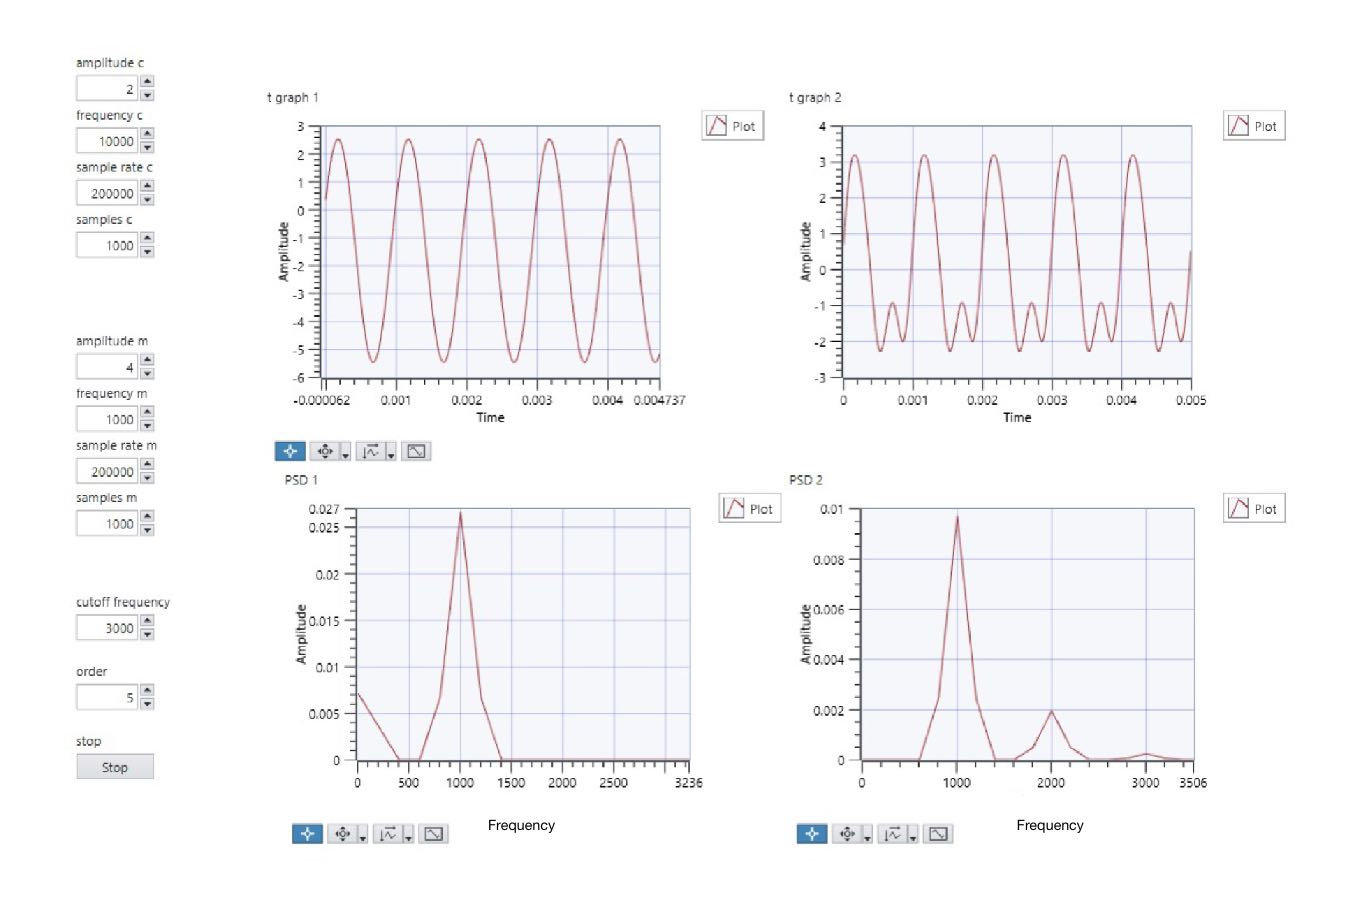 amplitude c
2
frequency c
10000
sample rate c
200000
samples c
1000
amplitude m
4
frequency m
1000
sample rate m
200000
samples m
1000
cutoff frequency
3000
order
5
stop
Stop
t graph 1
Plot
Amplitude
3
2
1
0
-1
-2
-3
-4
-5
-6
-0.000062 0.001 0.002 0.003 0.004 0.004737
Time
t graph 2
Plot
Amplitude
4
3
2
1
0
-1
-2
-3
0 0.001 0.002 0.003 0.004 0.005
Time
PSD 1
Plot
Amplitude
0.027
0.025
0.02
0.015
0.01
0.005
0
0 500 1000 1500 2000 2500 3236
Frequency
PSD 2
Plot
Amplitude
0.01
0.008
0.006
0.004
0.002
0
0 1000 2000 3000 3506
Frequency